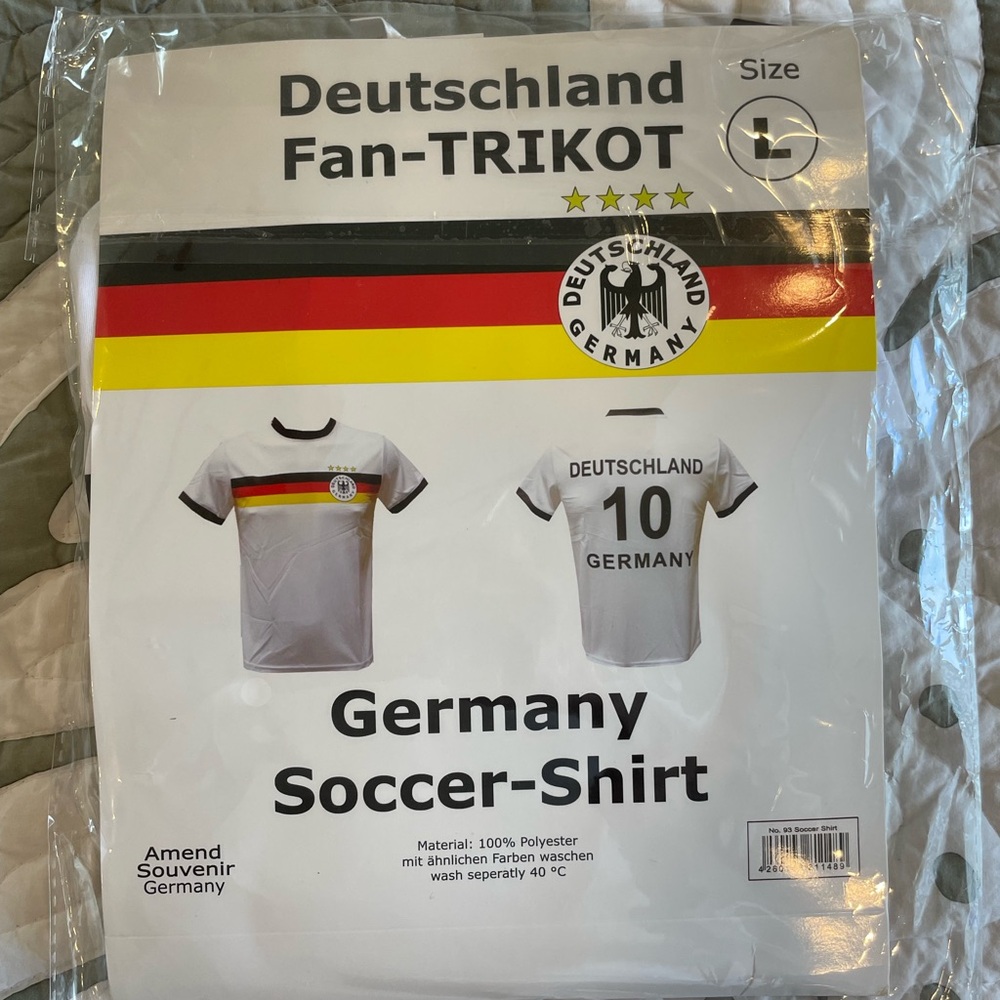 Deutschland
Fan-TRIKOT
Size
L
DEUTSCHLAND
GERMANY
DEUTSCHLAND
10
GERMANY
Germany
Soccer-Shirt
Amend
Souvenir
Germany
Material: 100% Polyester
mit ähnlichen Farben waschen
wash seperatly 40 °C
No. 93 Soccer Shirt